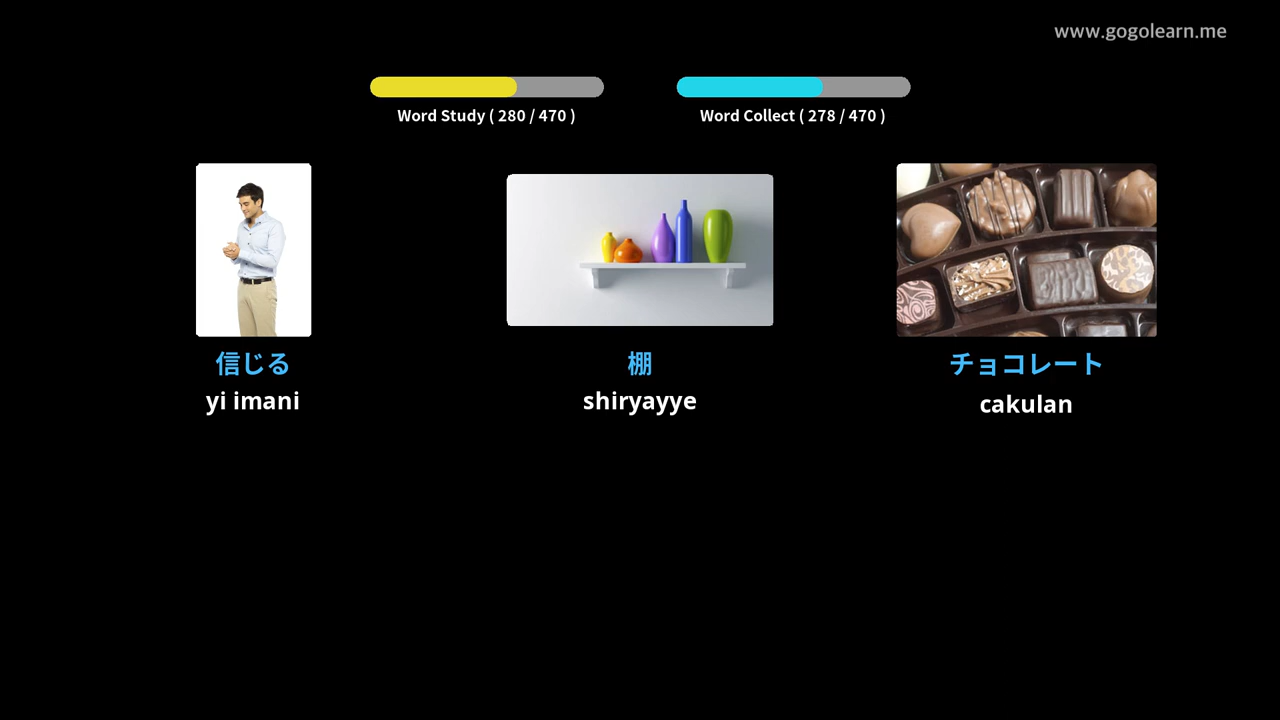 www.gogolearn.me
Word Study ( 280 / 470 )
Word Collect ( 278 / 470 )
信じる
yi imani
棚
shiryayye
チョコレート
cakulan